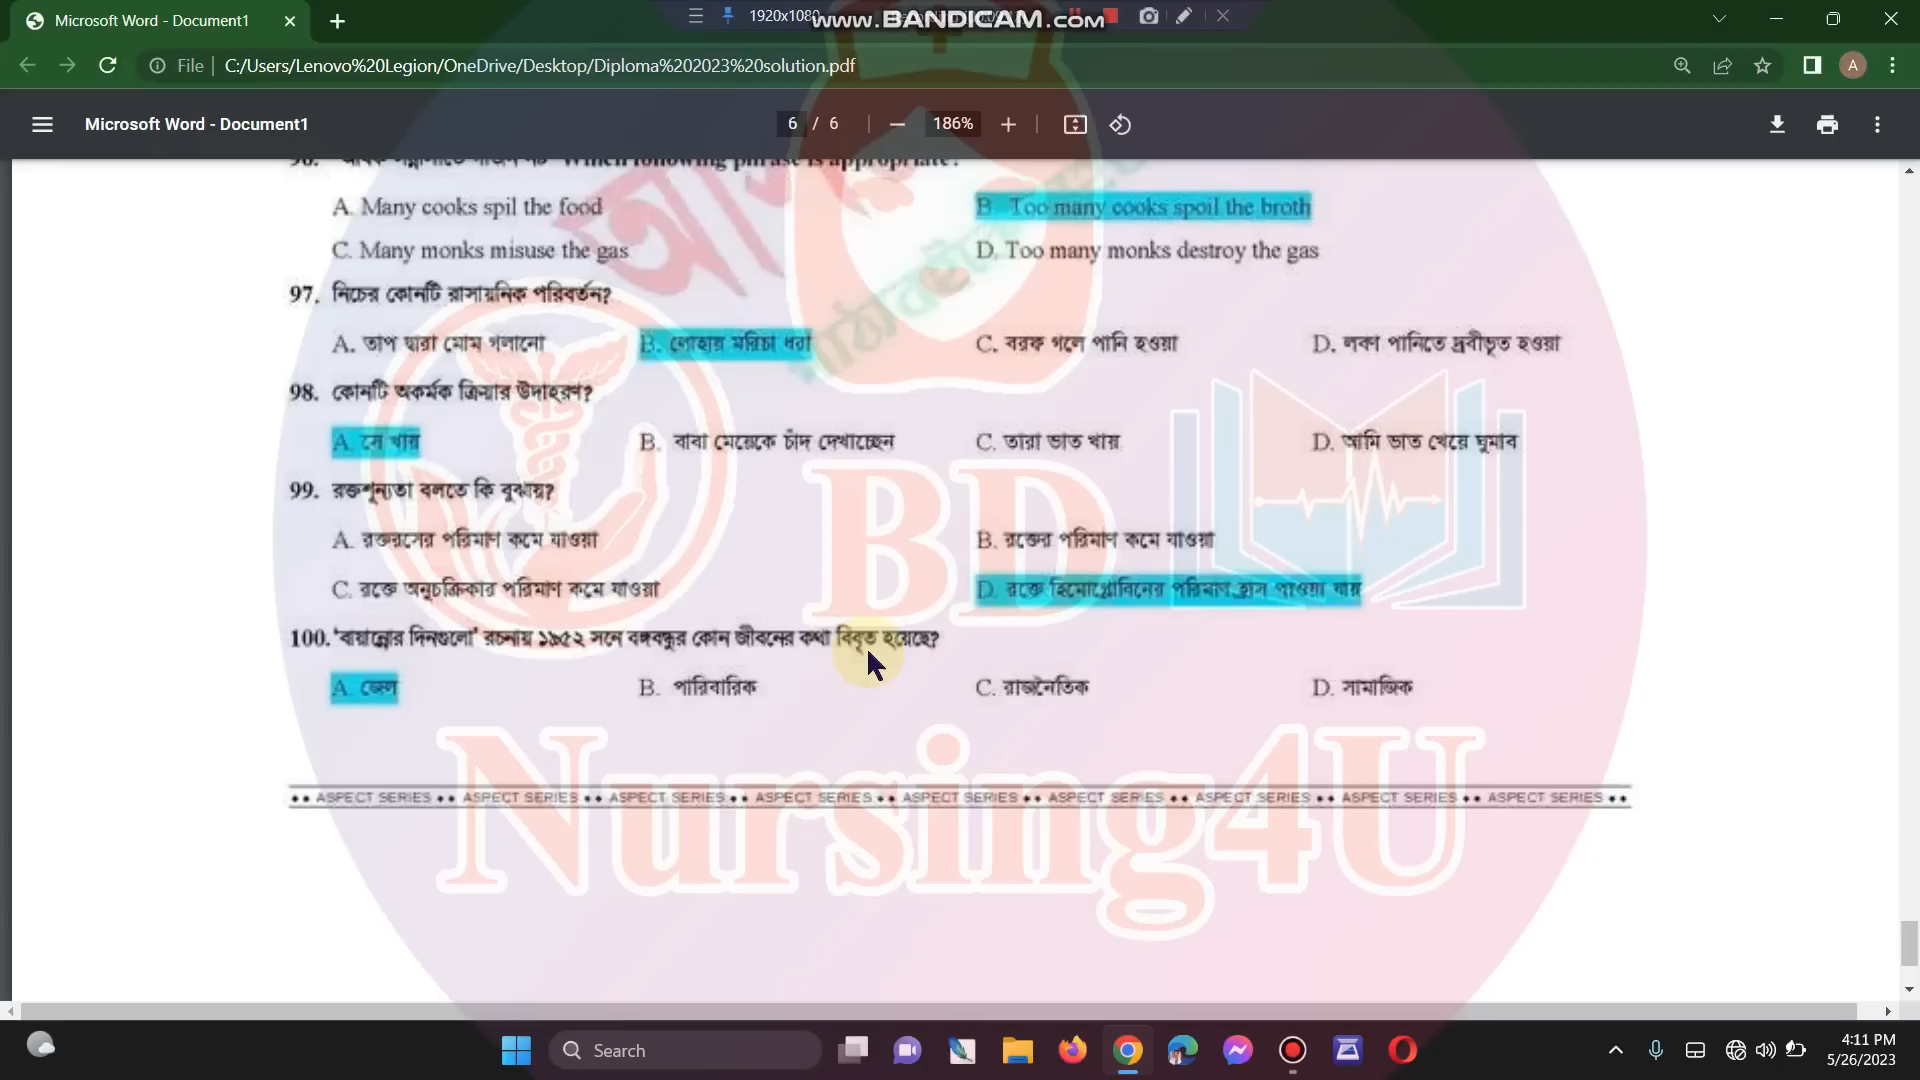 Microsoft Word - Document1
1920x1080
www.BANDICAM.com
File
C:/Users/Lenovo%20Legion/OneDrive/Desktop/Diploma%202023%20solution.pdf
A
Microsoft Word - Document1
6 / 6
186%
Which following phrase is appropriate?
A. Many cooks spil the food
B. Too many cooks spoil the broth
C. Many monks misuse the gas
D. Too many monks destroy the gas
97. নিচের কোনটি রাসায়নিক পরিবর্তন?
A. তাপ দ্বারা মোম গলানো
B. লোহায় মরিচা ধরা
C. বরফ গলে পানি হওয়া
D. লবণ পানিতে দ্রবীভূত হওয়া
98. কোনটি অকর্মক ক্রিয়ার উদাহরণ?
A. সে খায়
B. বাবা মেয়েকে চাঁদ দেখাচ্ছেন
C. তারা ভাত খায়
D. আমি ভাত খেয়ে ঘুমাব
99. রক্তশূন্যতা বলতে কি বুঝায়?
A. রক্তরসের পরিমাণ কমে যাওয়া
B. রক্তের পরিমাণ কমে যাওয়া
C. রক্তে অনুচক্রিকার পরিমাণ কমে যাওয়া
D. রক্তে হিমোগ্লোবিনের পরিমাণ হ্রাস পাওয়া যায়
100. 'বায়ান্নোর দিনগুলো' রচনায় ১৯৫২ সনে বঙ্গবন্ধুর কোন জীবনের কথা বিবৃত হয়েছে?
A. জেল
B. পারিবারিক
C. রাজনৈতিক
D. সামাজিক
BD
Nursing4U
•• ASPECT SERIES •• ASPECT SERIES •• ASPECT SERIES •• ASPECT SERIES •• ASPECT SERIES •• ASPECT SERIES •• ASPECT SERIES •• ASPECT SERIES •• ASPECT SERIES ••
Search
4:11 PM
5/26/2023